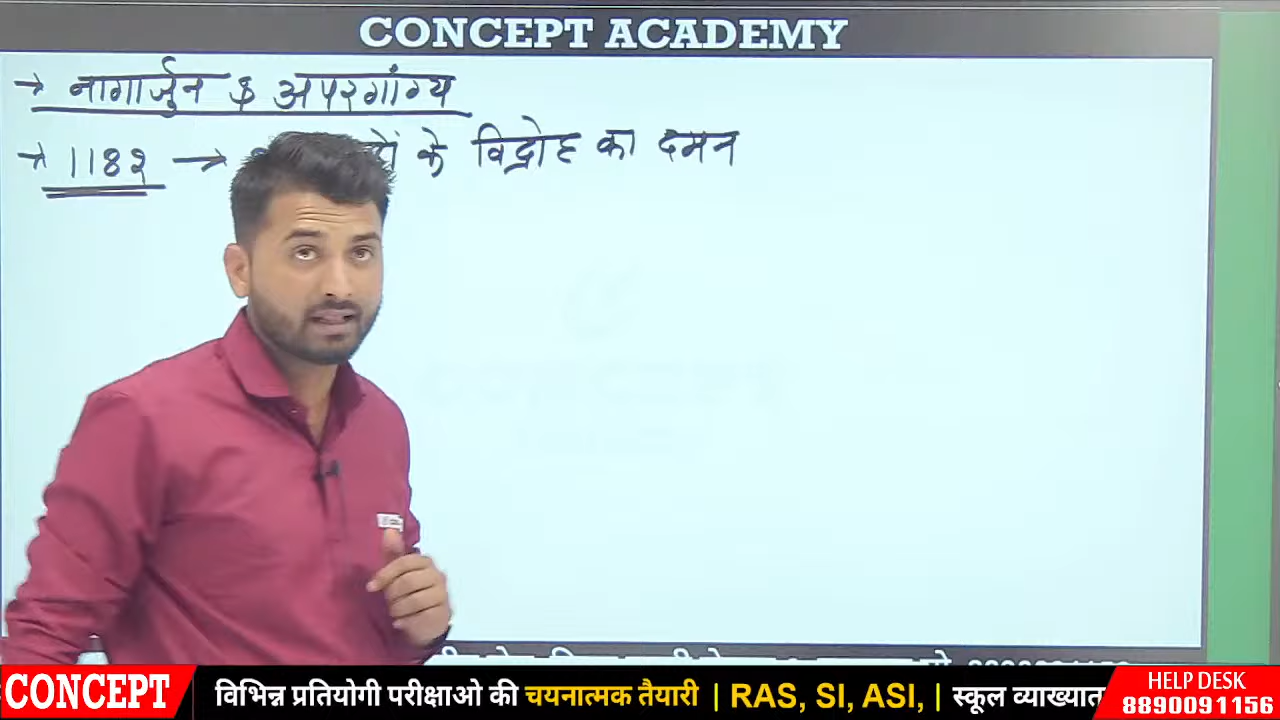 CONCEPT ACADEMY
→ नागार्जुन & अपरगांग्य
→ 1182 → के विद्रोह का दमन
CONCEPT
विभिन्न प्रतियोगी परीक्षाओ की चयनात्मक तैयारी | RAS, SI, ASI, | स्कूल व्याख्यात
HELP DESK
8890091156